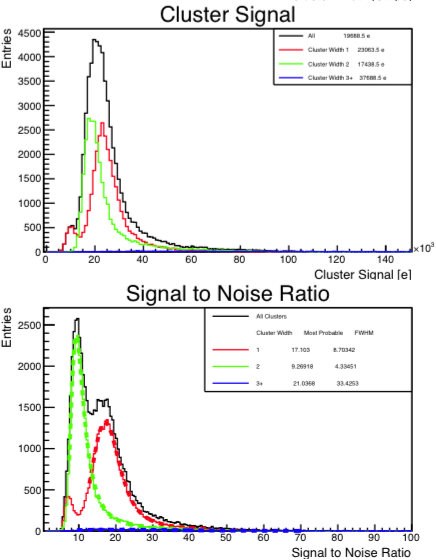 Cluster Signal
Entries
4500
4000
3500
3000
2500
2000
1500
1000
500
0
All 19688.5 e
Cluster Width 1 23063.5 e
Cluster Width 2 17438.5 e
Cluster Width 3+ 37688.5 e
0 20 40 60 80 100 120 140 ×10³
Cluster Signal [e]
Signal to Noise Ratio
Entries
2500
2000
1500
1000
500
0
All Clusters
Cluster Width Most Probable FWHM
1 17.103 8.70342
2 9.26918 4.33451
3+ 21.0368 33.4253
10 20 30 40 50 60 70 80 90 100
Signal to Noise Ratio